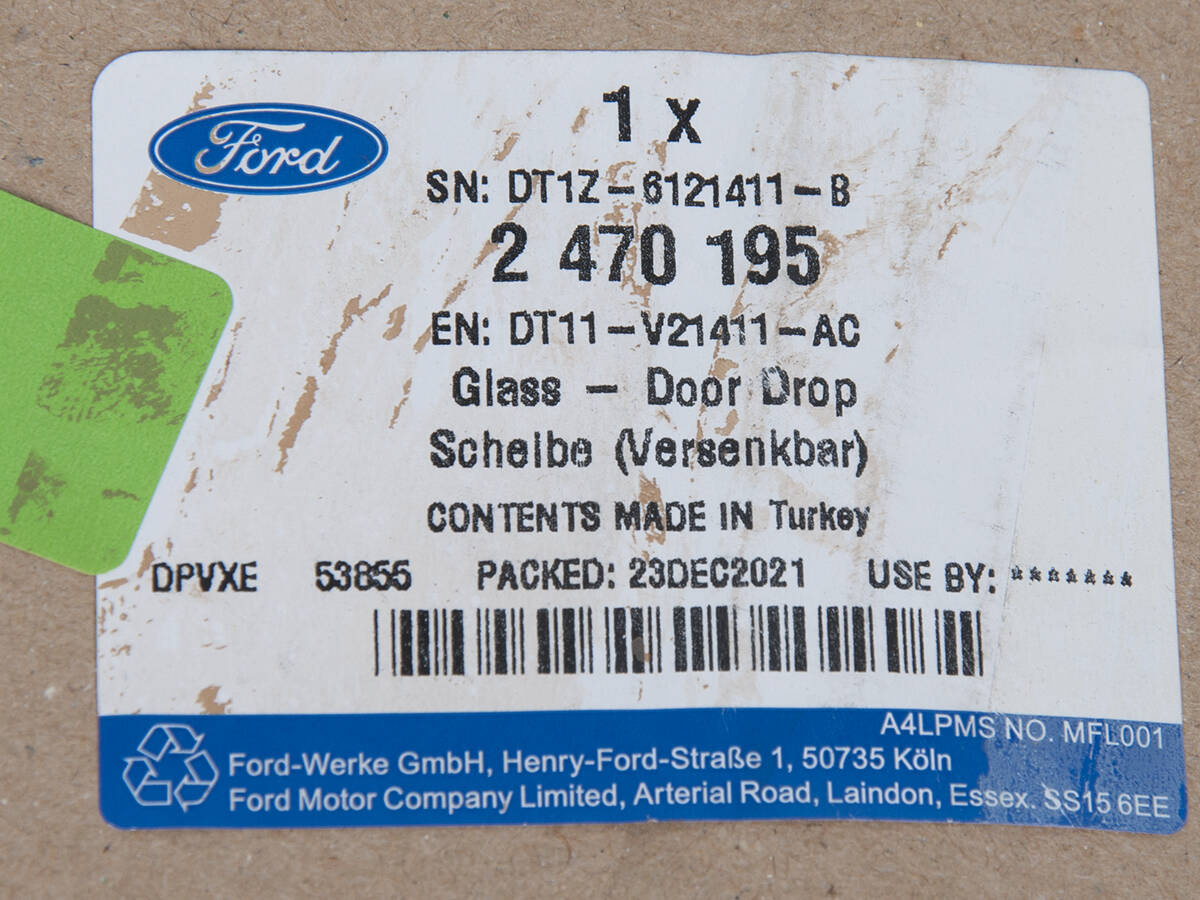 Ford
1 x
SN: DT1Z-6121411-B
2 470 195
EN: DT11-V21411-AC
Glass - Door Drop
Scheibe (Versenkbar)
CONTENTS MADE IN Turkey
DPVXE 53855 PACKED: 23DEC2021 USE BY: *******
A4LPMS NO. MFL001
Ford-Werke GmbH, Henry-Ford-Straße 1, 50735 Köln
Ford Motor Company Limited, Arterial Road, Laindon, Essex. SS15 6EE